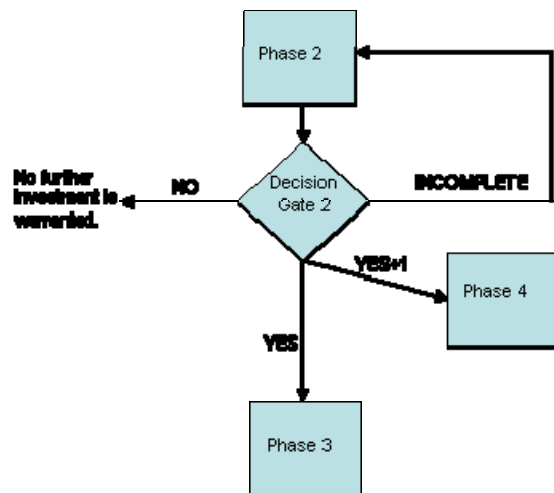 Phase 2
No further
investment is
warranted.
NO
Decision
Gate 2
INCOMPLETE
YES+1
Phase 4
YES
Phase 3